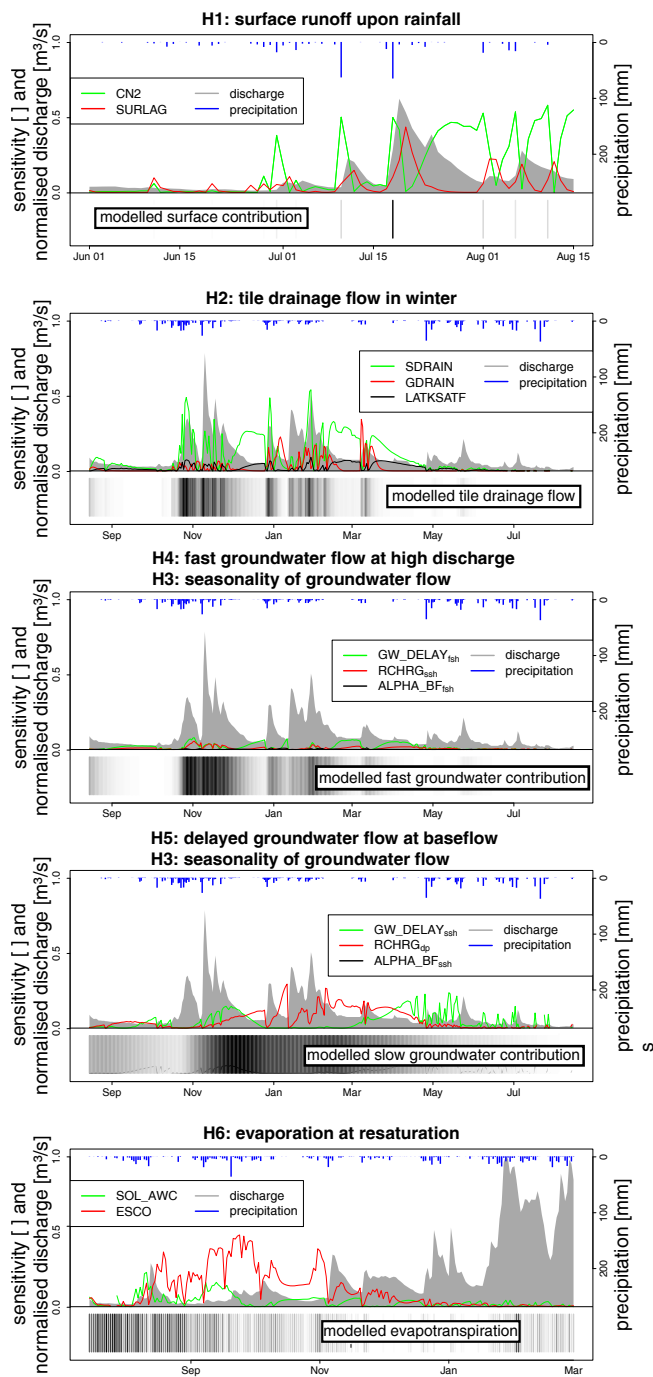 H1: surface runoff upon rainfall
sensitivity [ ] and
normalised discharge [m³/s]
1.0
0.5
0.0
CN2
SURLAG
discharge
precipitation
0
100
200
precipitation [mm]
modelled surface contribution
Jun 01
Jun 15
Jul 01
Jul 15
Aug 01
Aug 15
H2: tile drainage flow in winter
sensitivity [ ] and
normalised discharge [m³/s]
1.0
0.5
0.0
SDRAIN
GDRAIN
LATKSATF
discharge
precipitation
0
100
200
precipitation [mm]
modelled tile drainage flow
Sep
Nov
Jan
Mar
May
Jul
H4: fast groundwater flow at high discharge
H3: seasonality of groundwater flow
sensitivity [ ] and
normalised discharge [m³/s]
1.0
0.5
0.0
GW_DELAYfsh
RCHRGssh
ALPHA_BFfsh
discharge
precipitation
0
100
200
precipitation [mm]
modelled fast groundwater contribution
Sep
Nov
Jan
Mar
May
Jul
H5: delayed groundwater flow at baseflow
H3: seasonality of groundwater flow
sensitivity [ ] and
normalised discharge [m³/s]
1.0
0.5
0.0
GW_DELAYssh
RCHRGdp
ALPHA_BFssh
discharge
precipitation
0
100
200
precipitation [mm]
s
modelled slow groundwater contribution
Sep
Nov
Jan
Mar
May
Jul
H6: evaporation at resaturation
sensitivity [ ] and
normalised discharge [m³/s]
1.0
0.5
0.0
SOL_AWC
ESCO
discharge
precipitation
0
100
200
precipitation [mm]
modelled evapotranspiration
Sep
Nov
Jan
Mar